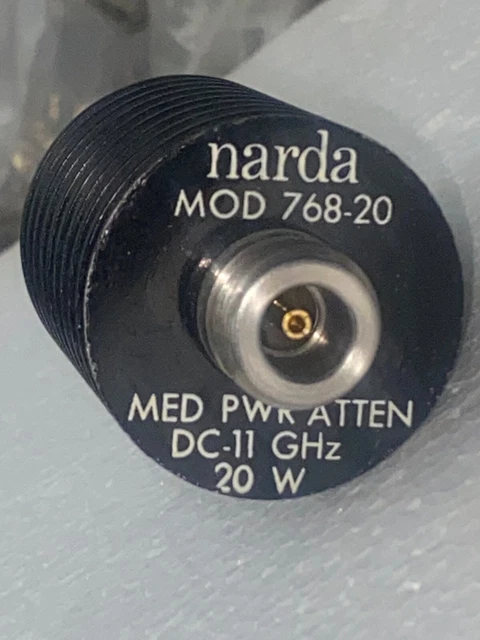 narda
MOD 768-20
MED PWR ATTEN
DC-11 GHz
20 W